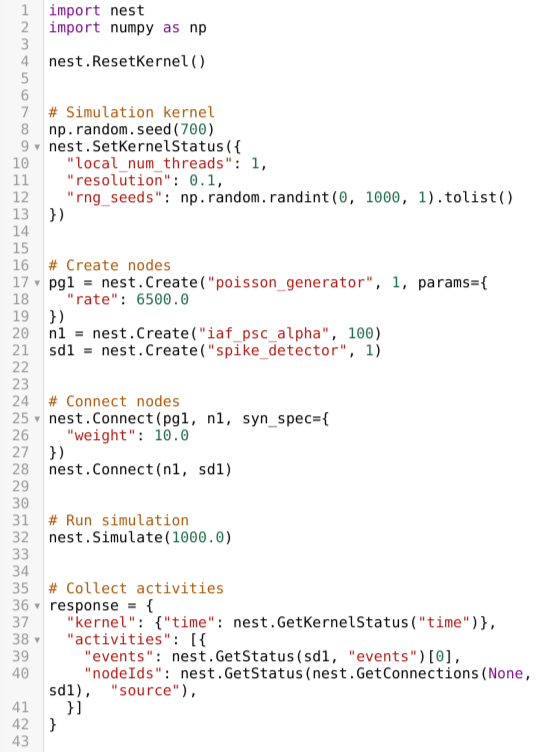 1 import nest
2 import numpy as np
3
4 nest.ResetKernel()
5
6
7 # Simulation kernel
8 np.random.seed(700)
9 nest.SetKernelStatus({
10   "local_num_threads": 1,
11   "resolution": 0.1,
12   "rng_seeds": np.random.randint(0, 1000, 1).tolist()
13 })
14
15
16 # Create nodes
17 pg1 = nest.Create("poisson_generator", 1, params={
18   "rate": 6500.0
19 })
20 n1 = nest.Create("iaf_psc_alpha", 100)
21 sd1 = nest.Create("spike_detector", 1)
22
23
24 # Connect nodes
25 nest.Connect(pg1, n1, syn_spec={
26   "weight": 10.0
27 })
28 nest.Connect(n1, sd1)
29
30
31 # Run simulation
32 nest.Simulate(1000.0)
33
34
35 # Collect activities
36 response = {
37   "kernel": {"time": nest.GetKernelStatus("time")},
38   "activities": [{
39     "events": nest.GetStatus(sd1, "events")[0],
40     "nodeIds": nest.GetStatus(nest.GetConnections(None,
sd1),  "source"),
41   }]
42 }
43